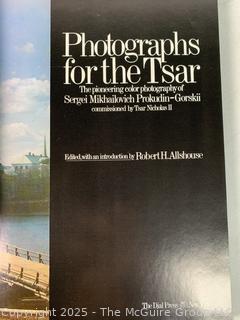 Photographs
for the Tsar
The pioneering color photography of
Sergei Mikhailovich Prokudin-Gorskii
commissioned by Tsar Nicholas II
Edited, with an introduction by Robert H. Allshouse
The Dial Press
Copyright 2025 - The McGuire Group LLC